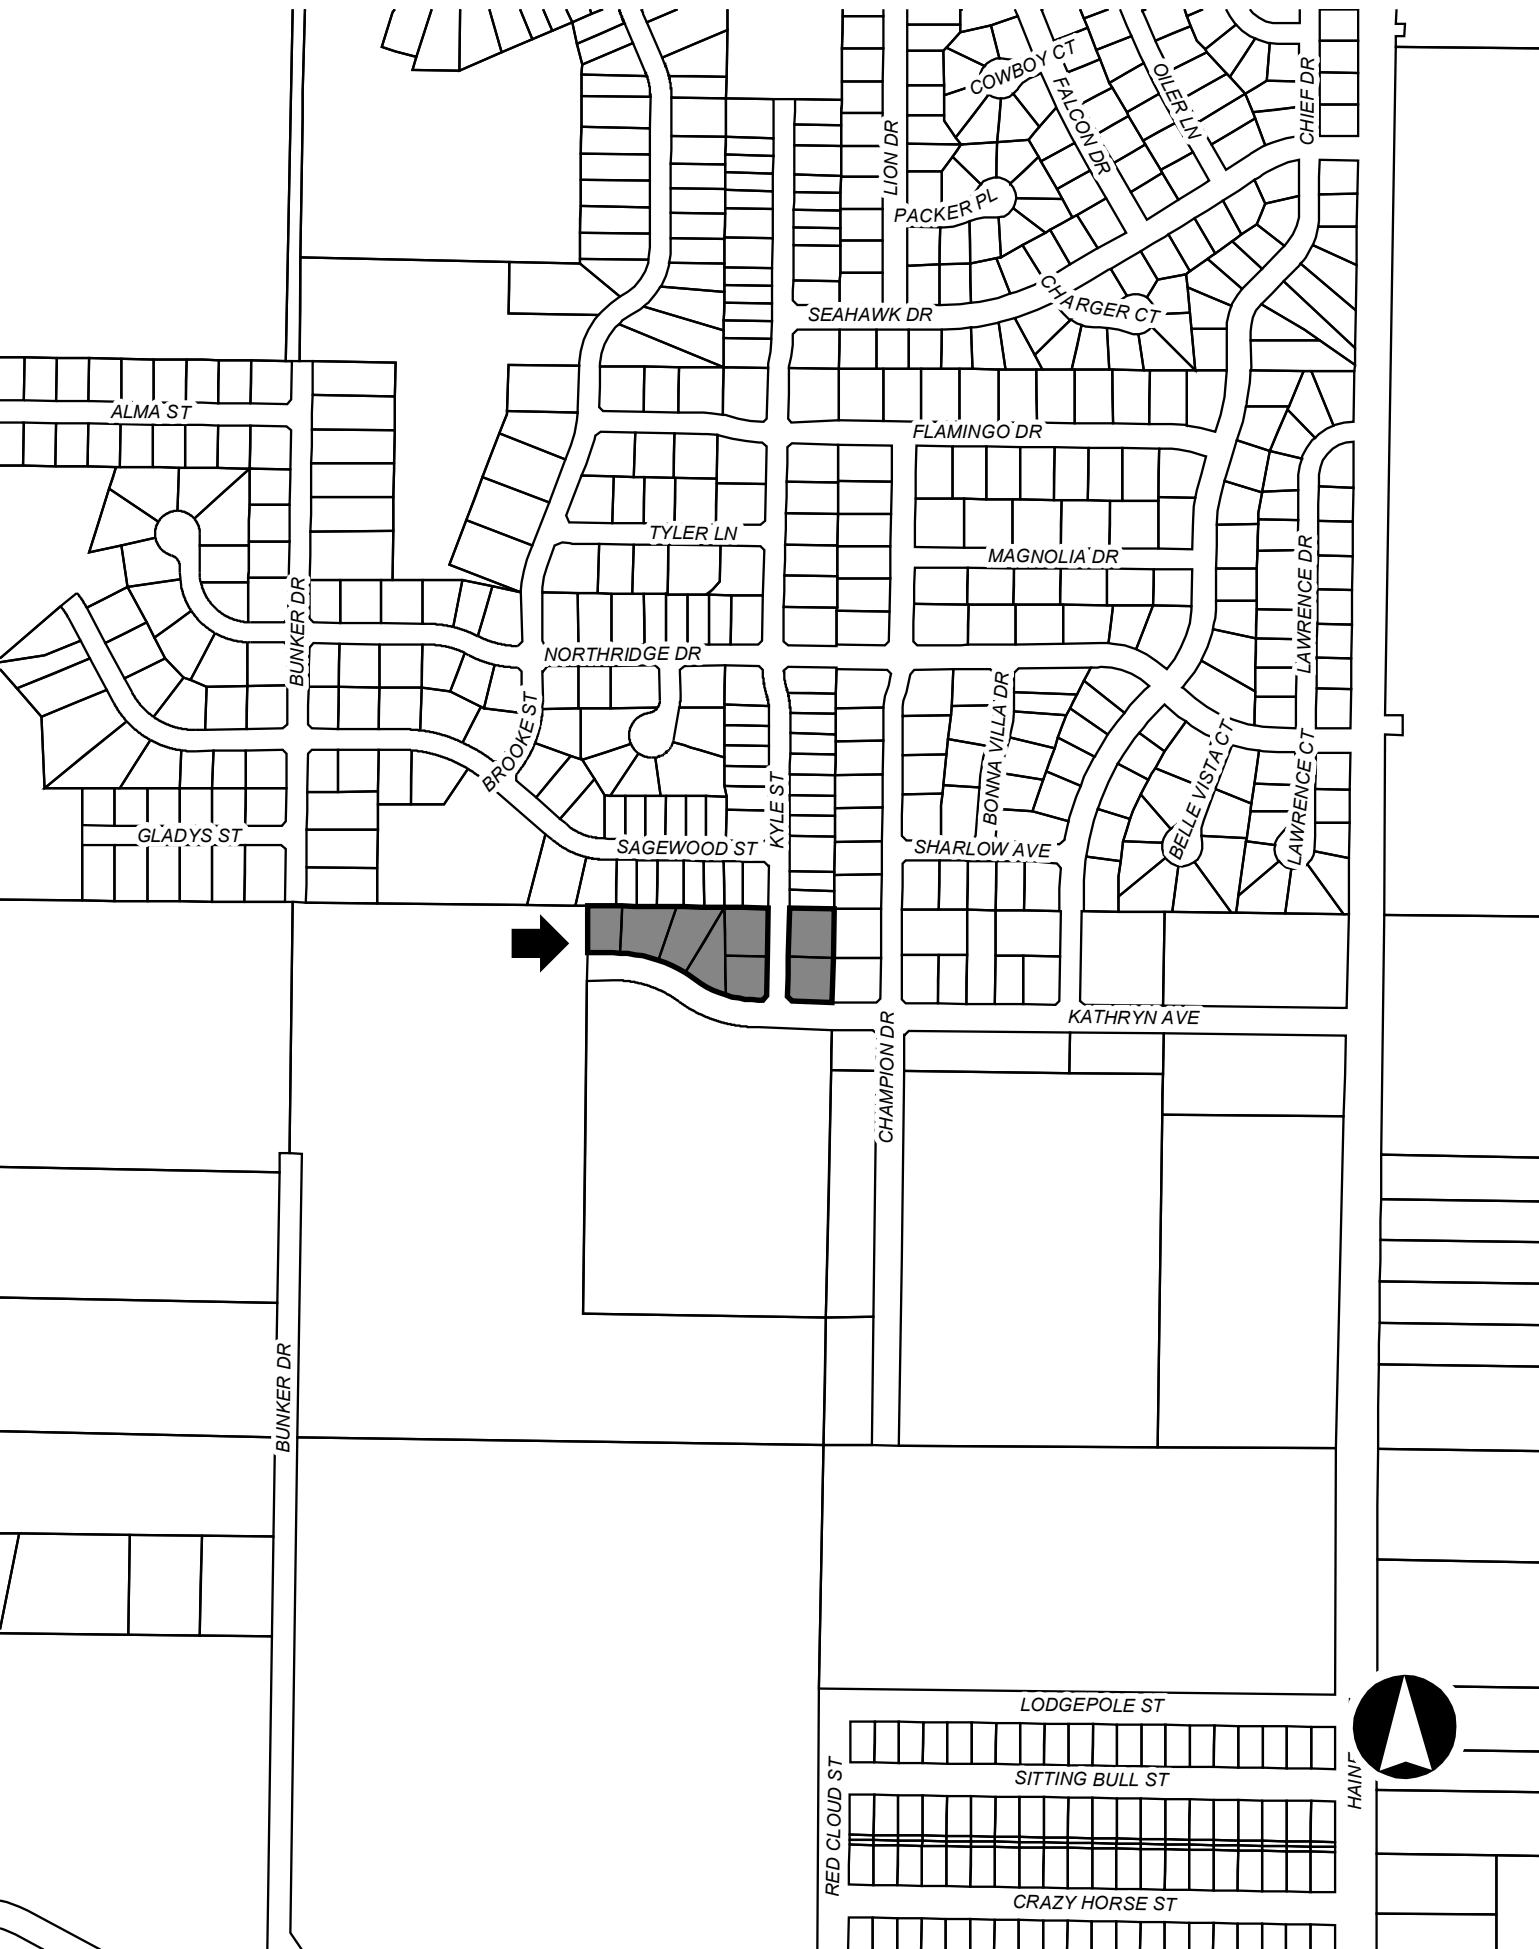 COWBOY CT
FALCON DR
OILER LN
CHIEF DR
LION DR
PACKER PL
CHARGER CT
SEAHAWK DR
ALMA ST
FLAMINGO DR
TYLER LN
MAGNOLIA DR
LAWRENCE DR
BUNKER DR
NORTHRIDGE DR
BROOKE ST
BONNA VILLA DR
BELLE VISTA CT
LAWRENCE CT
KYLE ST
GLADYS ST
SAGEWOOD ST
SHARLOW AVE
KATHRYN AVE
CHAMPION DR
BUNKER DR
LODGEPOLE ST
SITTING BULL ST
RED CLOUD ST
CRAZY HORSE ST